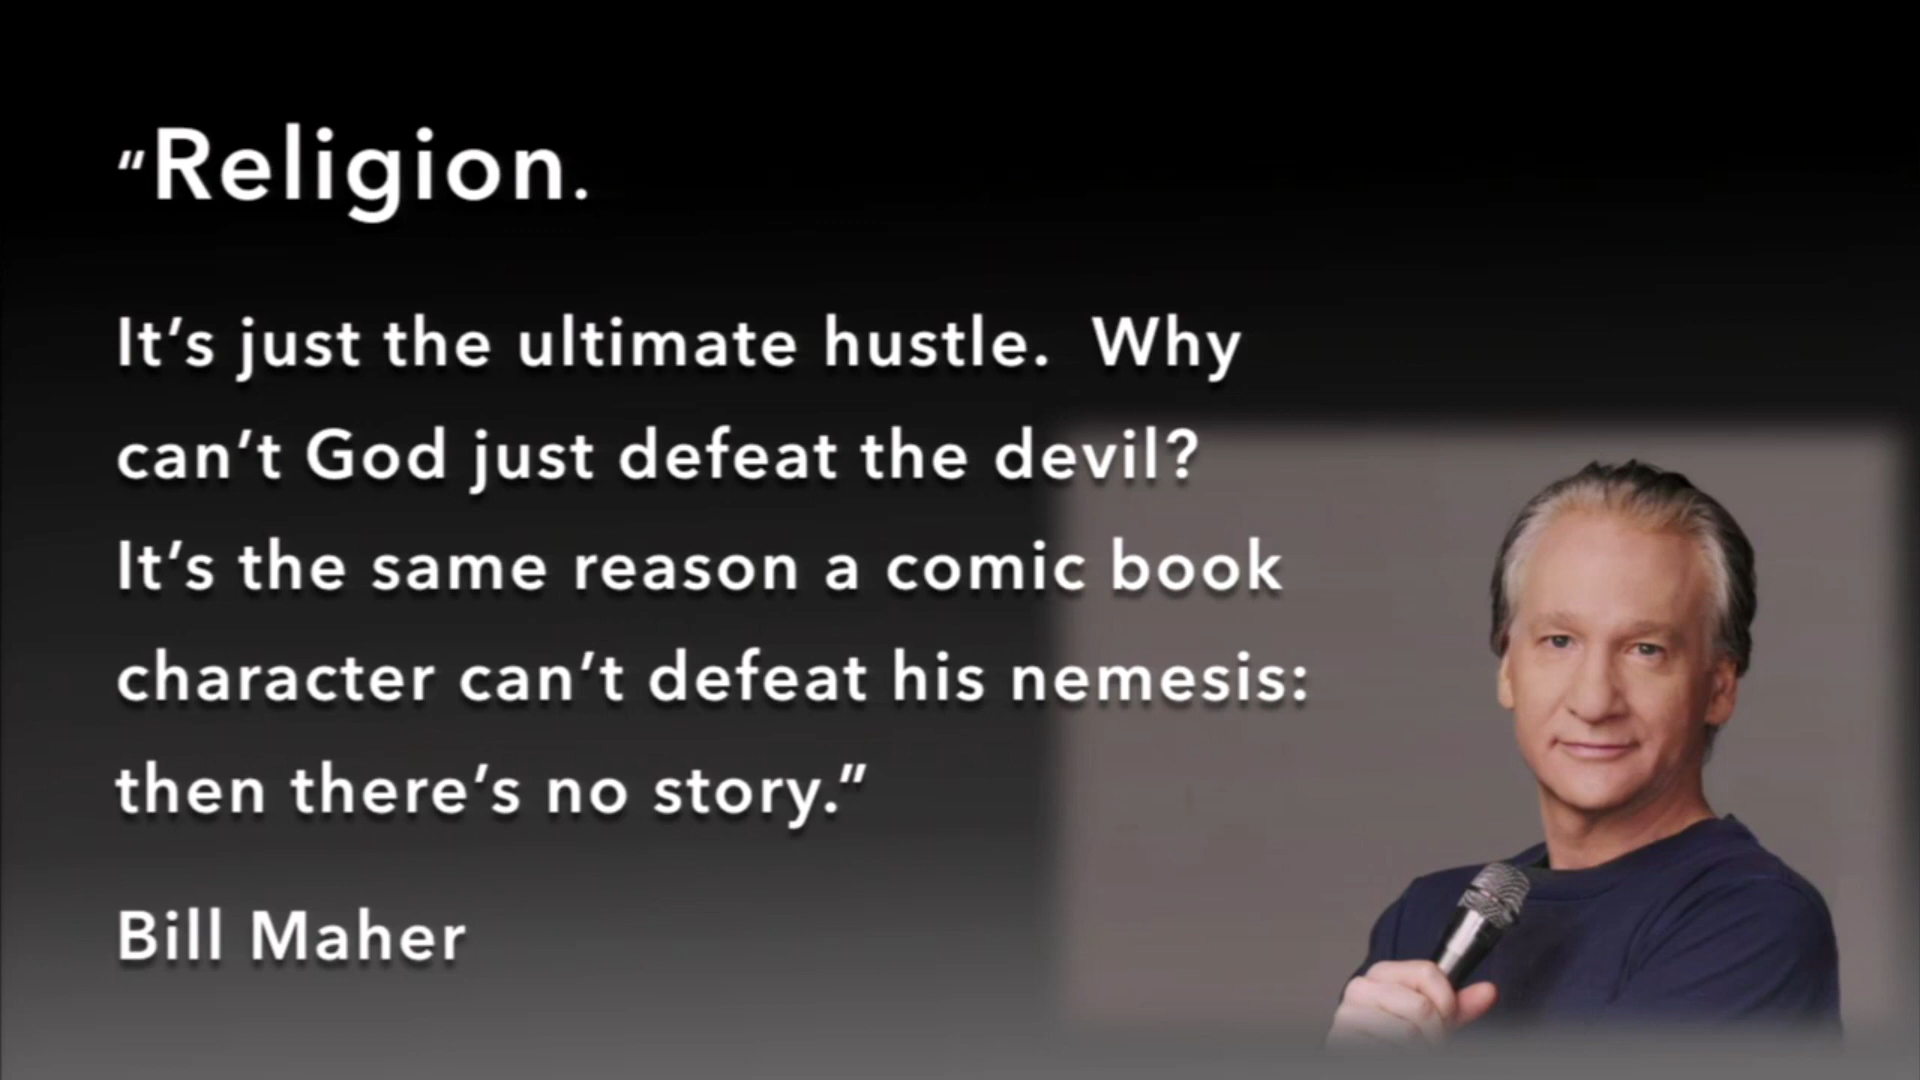 “Religion.
It’s just the ultimate hustle.  Why
can’t God just defeat the devil?
It’s the same reason a comic book
character can’t defeat his nemesis:
then there’s no story.”
Bill Maher